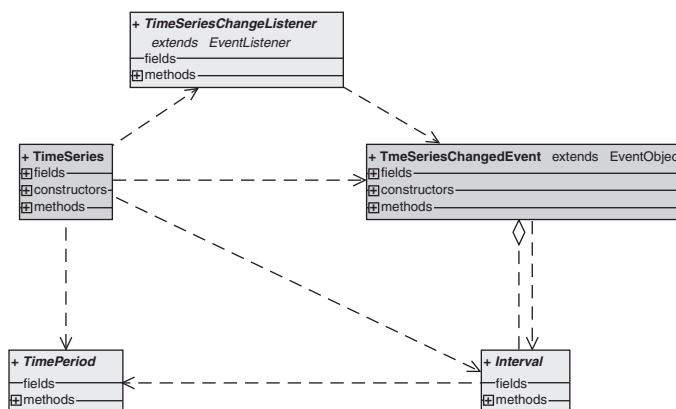 + TimeSeriesChangeListener
extends EventListener
fields
methods
+ TimeSeries
fields
constructors
methods
+ TmeSeriesChangedEvent extends EventObjec
fields
constructors
methods
+ TimePeriod
fields
methods
+ Interval
fields
methods